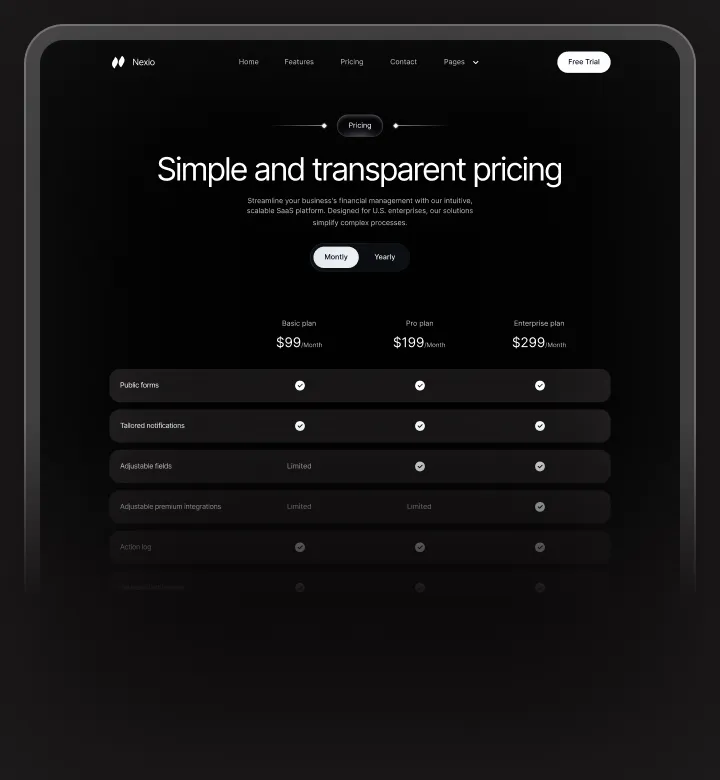 Nexio Home Features Pricing Contact Pages Free Trial
Pricing
Simple and transparent pricing
Streamline your business's financial management with our intuitive,
scalable SaaS platform. Designed for U.S. enterprises, our solutions
simplify complex processes.
Montly Yearly
Basic plan Pro plan Enterprise plan
$99/Month $199/Month $299/Month
Public forms
Tailored notifications
Adjustable fields Limited
Adjustable premium integrations Limited Limited
Action log